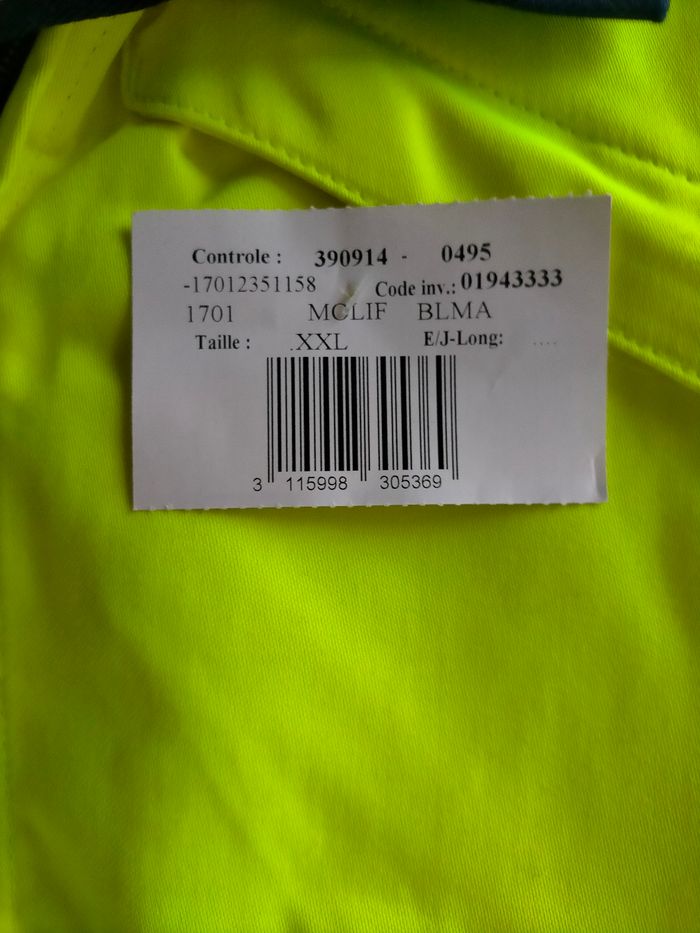 Controle : 390914 - 0495
-17012351158 Code inv.: 01943333
1701 MCLIF BLMA
Taille : .XXL E/J-Long: ....
3 115998 305369